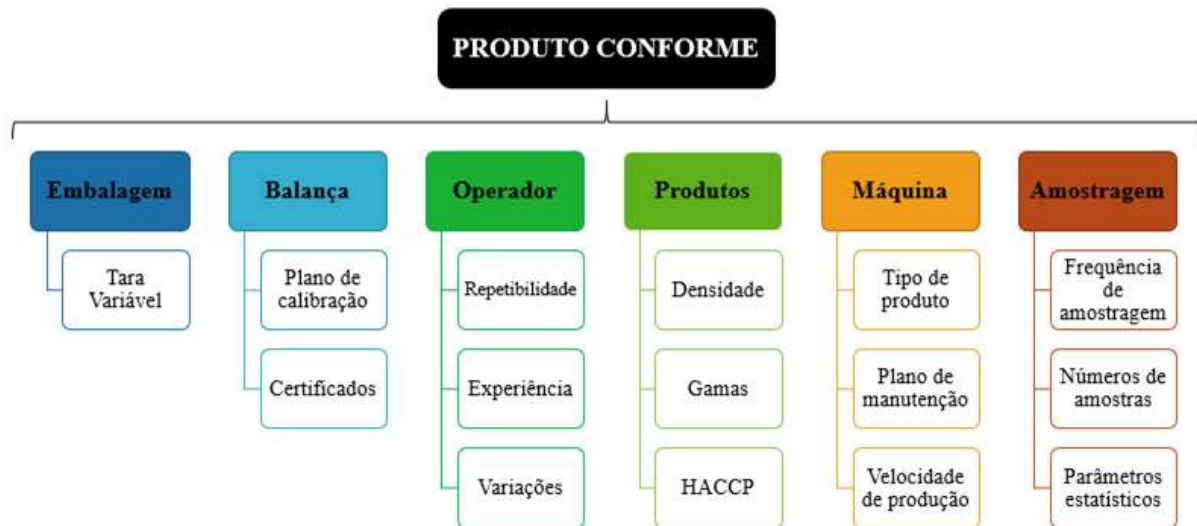 PRODUTO CONFORME
Embalagem
Tara
Variável
Balança
Plano de
calibração
Certificados
Operador
Repetibilidade
Experiência
Variações
Produtos
Densidade
Gamas
HACCP
Máquina
Tipo de
produto
Plano de
manutenção
Velocidade
de produção
Amostragem
Frequência
de
amostragem
Números de
amostras
Parâmetros
estatísticos